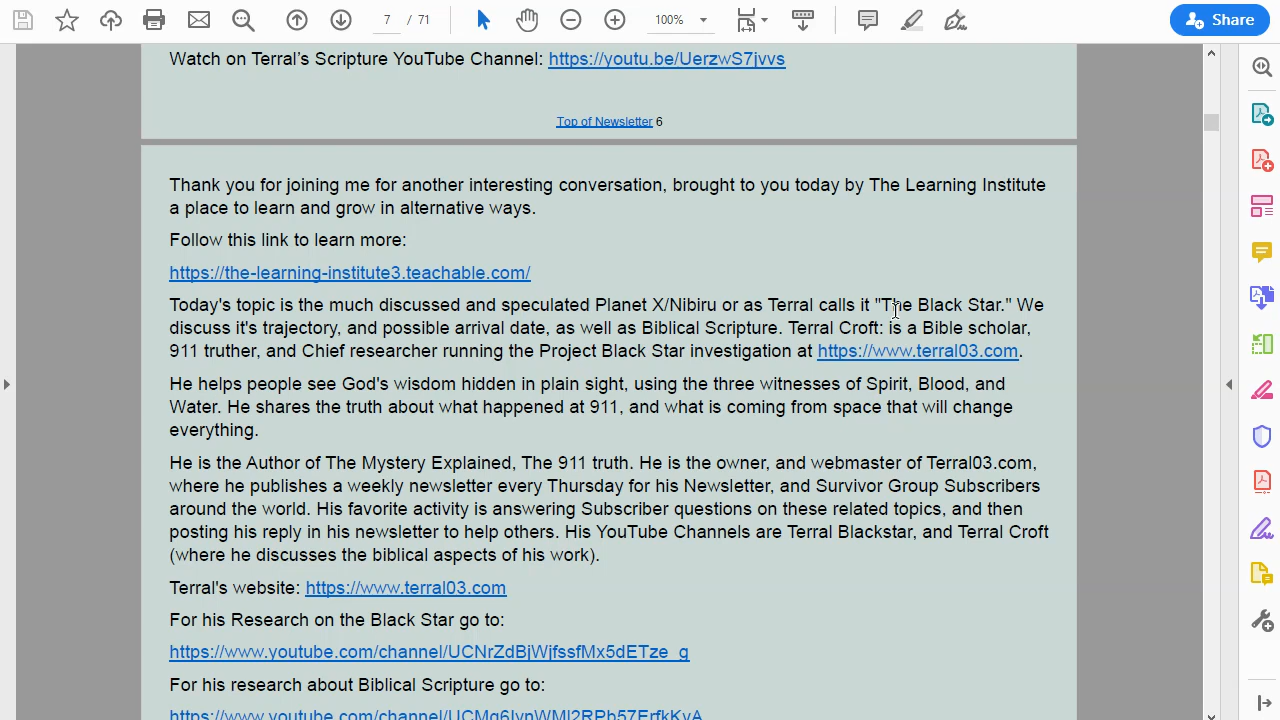 7 / 71
100%
Share
Watch on Terral's Scripture YouTube Channel: https://youtu.be/UerzwS7jvvs
Top of Newsletter 6
Thank you for joining me for another interesting conversation, brought to you today by The Learning Institute
a place to learn and grow in alternative ways.
Follow this link to learn more:
https://the-learning-institute3.teachable.com/
Today's topic is the much discussed and speculated Planet X/Nibiru or as Terral calls it "The Black Star." We
discuss it's trajectory, and possible arrival date, as well as Biblical Scripture. Terral Croft: is a Bible scholar,
911 truther, and Chief researcher running the Project Black Star investigation at https://www.terral03.com.
He helps people see God's wisdom hidden in plain sight, using the three witnesses of Spirit, Blood, and
Water. He shares the truth about what happened at 911, and what is coming from space that will change
everything.
He is the Author of The Mystery Explained, The 911 truth. He is the owner, and webmaster of Terral03.com,
where he publishes a weekly newsletter every Thursday for his Newsletter, and Survivor Group Subscribers
around the world. His favorite activity is answering Subscriber questions on these related topics, and then
posting his reply in his newsletter to help others. His YouTube Channels are Terral Blackstar, and Terral Croft
(where he discusses the biblical aspects of his work).
Terral's website: https://www.terral03.com
For his Research on the Black Star go to:
https://www.youtube.com/channel/UCNrZdBjWjfssfMx5dETze_g
For his research about Biblical Scripture go to: